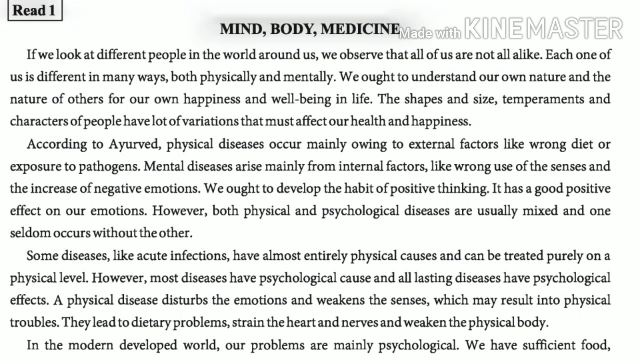 Read 1
MIND, BODY, MEDICINE
Made with KINEMASTER
If we look at different people in the world around us, we observe that all of us are not all alike. Each one of
us is different in many ways, both physically and mentally. We ought to understand our own nature and the
nature of others for our own happiness and well-being in life. The shapes and size, temperaments and
characters of people have lot of variations that must affect our health and happiness.
According to Ayurved, physical diseases occur mainly owing to external factors like wrong diet or
exposure to pathogens. Mental diseases arise mainly from internal factors, like wrong use of the senses and
the increase of negative emotions. We ought to develop the habit of positive thinking. It has a good positive
effect on our emotions. However, both physical and psychological diseases are usually mixed and one
seldom occurs without the other.
Some diseases, like acute infections, have almost entirely physical causes and can be treated purely on a
physical level. However, most diseases have psychological cause and all lasting diseases have psychological
effects. A physical disease disturbs the emotions and weakens the senses, which may result into physical
troubles. They lead to dietary problems, strain the heart and nerves and weaken the physical body.
In the modern developed world, our problems are mainly psychological. We have sufficient food,